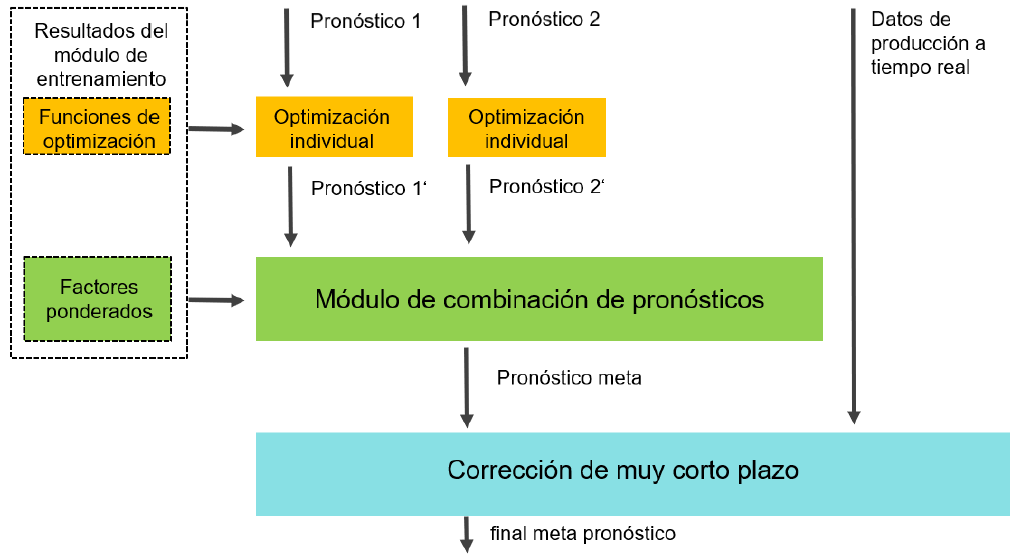 Resultados del
módulo de
entrenamiento
Pronóstico 1
Pronóstico 2
Datos de
producción a
tiempo real
Funciones de
optimización
Optimización
individual
Optimización
individual
Pronóstico 1‘
Pronóstico 2‘
Factores
ponderados
Módulo de combinación de pronósticos
Pronóstico meta
Corrección de muy corto plazo
final meta pronóstico